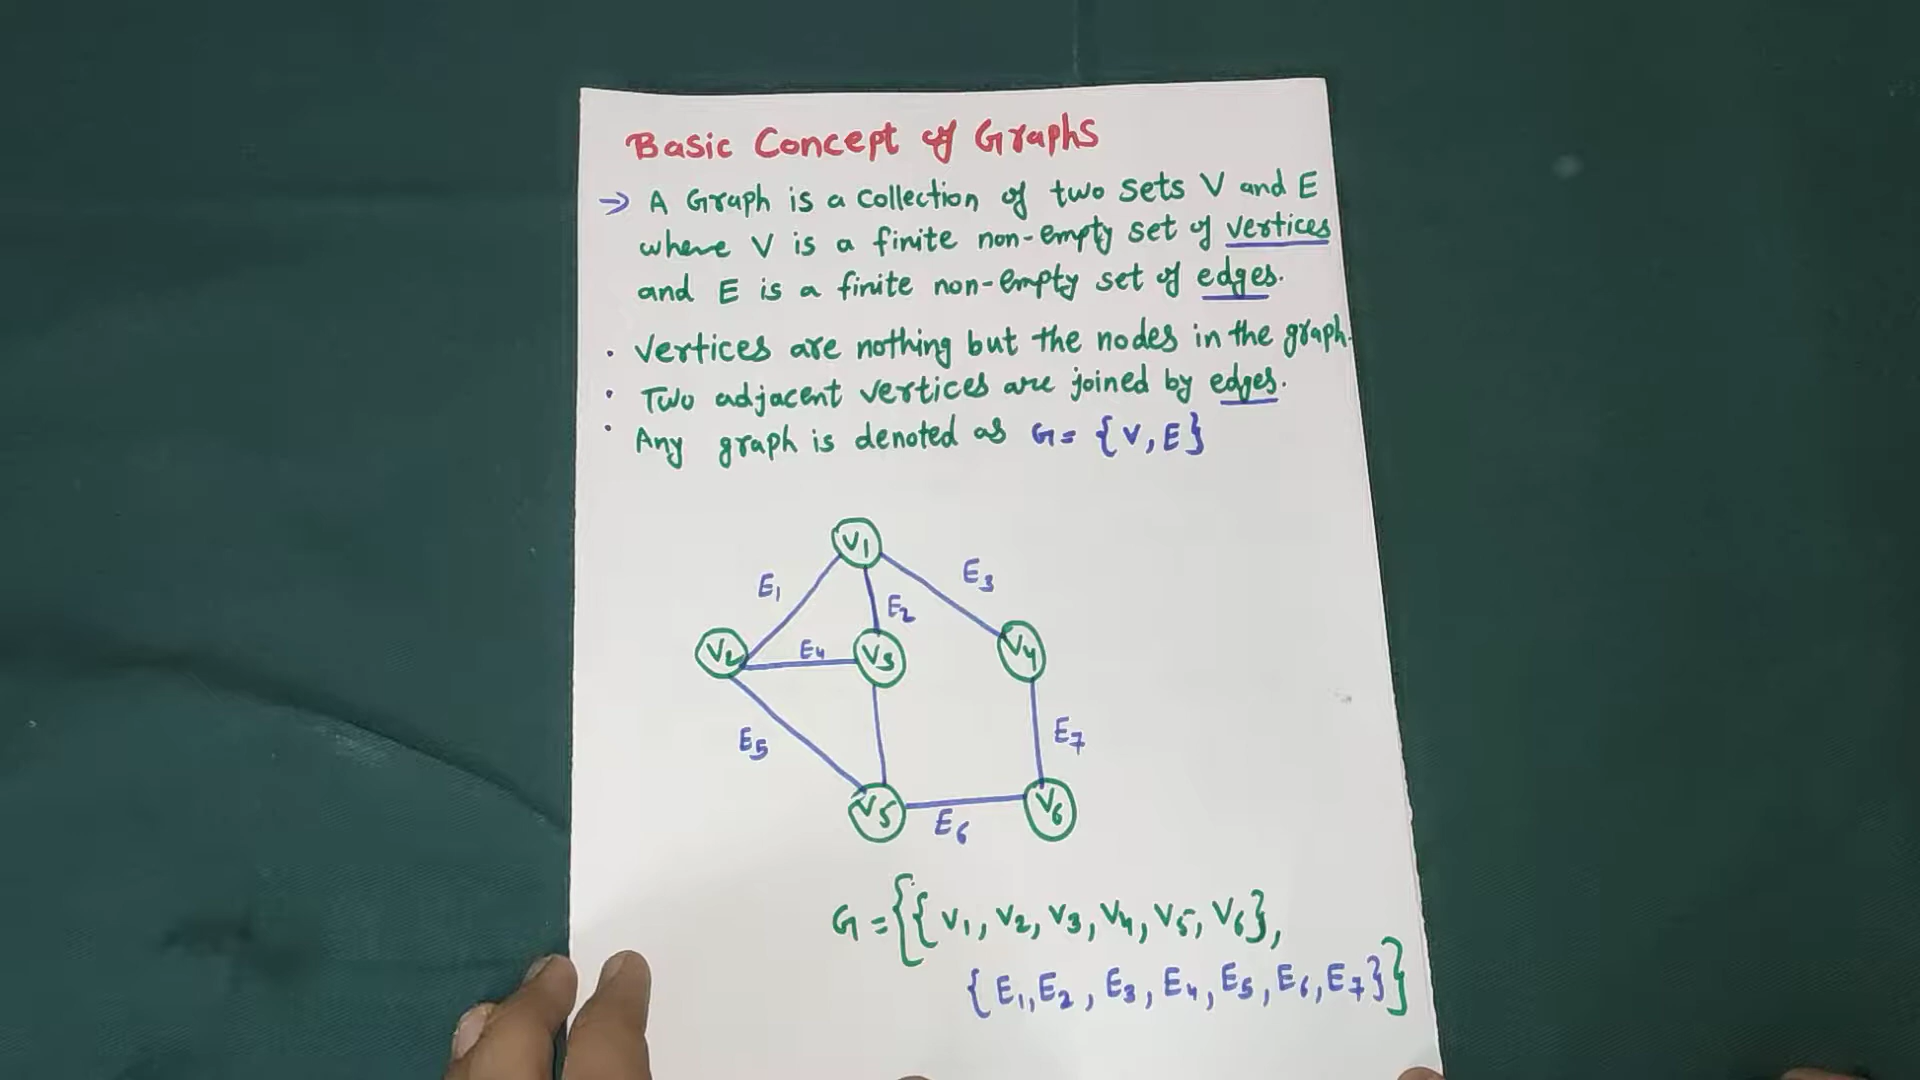 Basic Concept of Graphs
→ A Graph is a collection of two sets V and E
where V is a finite non-empty set of vertices
and E is a finite non-empty set of edges.
• Vertices are nothing but the nodes in the graph.
• Two adjacent vertices are joined by edges.
• Any graph is denoted as G = {V, E}
V1
E1
E3
E2
V2
E4
V3
V4
E5
E7
V5
V6
E6
G = {{V1, V2, V3, V4, V5, V6},
{E1, E2, E3, E4, E5, E6, E7}}